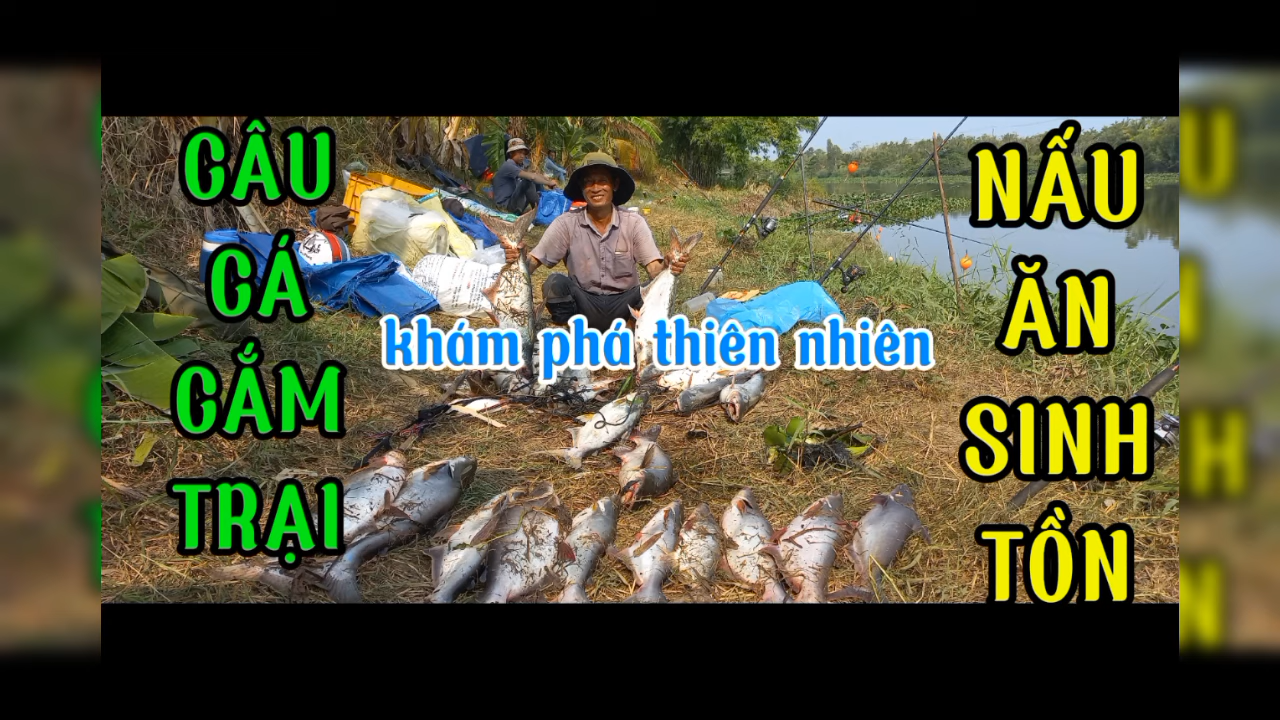 CÂU
CÁ
CẮM
TRẠI
khám phá thiên nhiên
NẤU
ĂN
SINH
TỒN